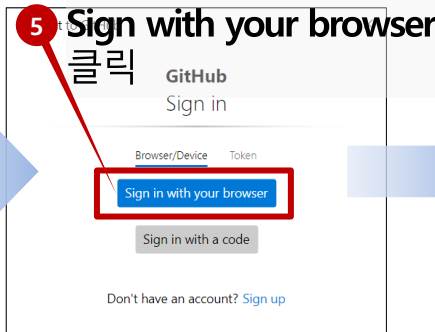 5 Sign with your browser
클릭
GitHub
Sign in
Browser/Device Token
Sign in with your browser
Sign in with a code
Don't have an account? Sign up